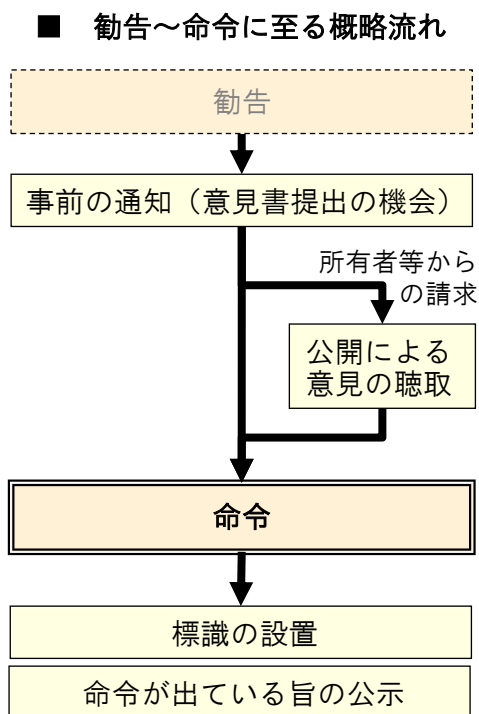 ■ 勧告～命令に至る概略流れ
勧告
事前の通知（意見書提出の機会）
所有者等から
の請求
公開による
意見の聴取
命令
標識の設置
命令が出ている旨の公示